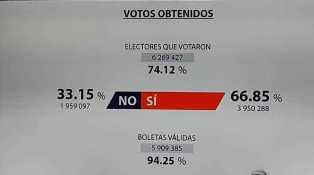 VOTOS OBTENIDOS
ELECTORES QUE VOTARON
6 269 427
74.12 %
33.15 %
1 959 097
NO SÍ
66.85 %
3 950 288
BOLETAS VÁLIDAS
5 909 385
94.25 %